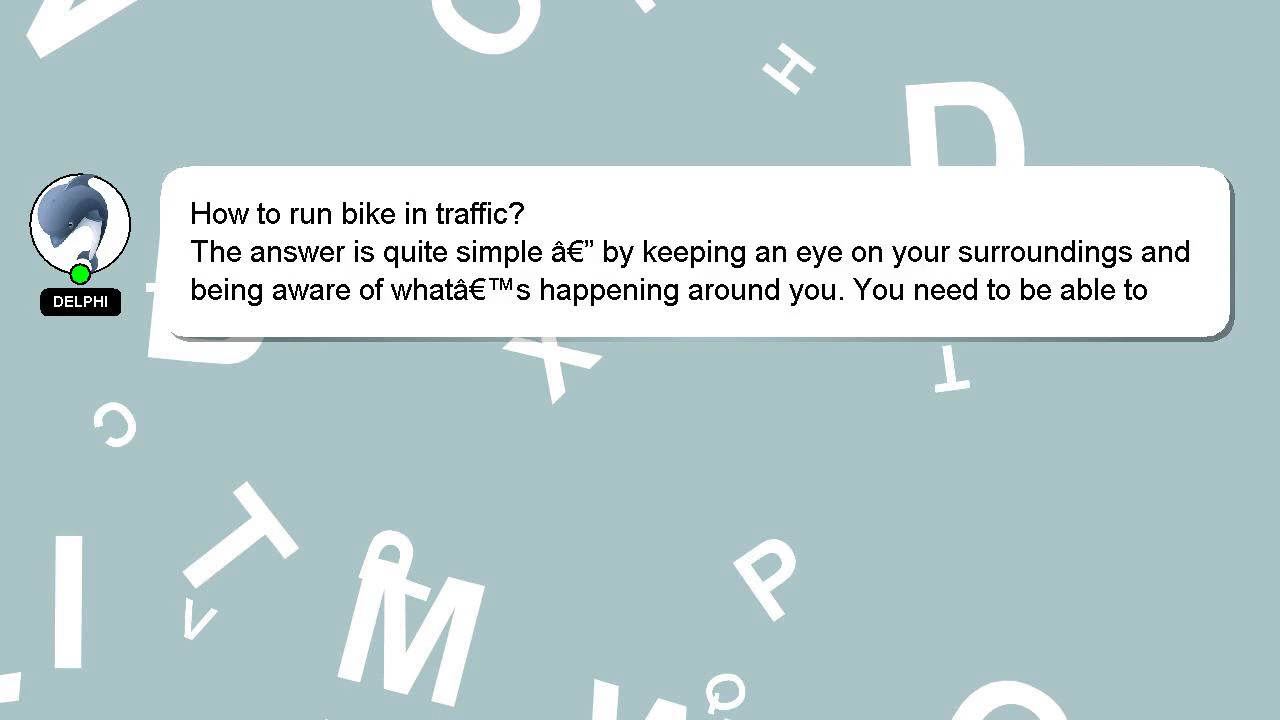 How to run bike in traffic?
The answer is quite simple â€” by keeping an eye on your surroundings and
being aware of whatâ€™s happening around you. You need to be able to
DELPHI
O
H
D
X
T
C
T
I
V
M
P
Q